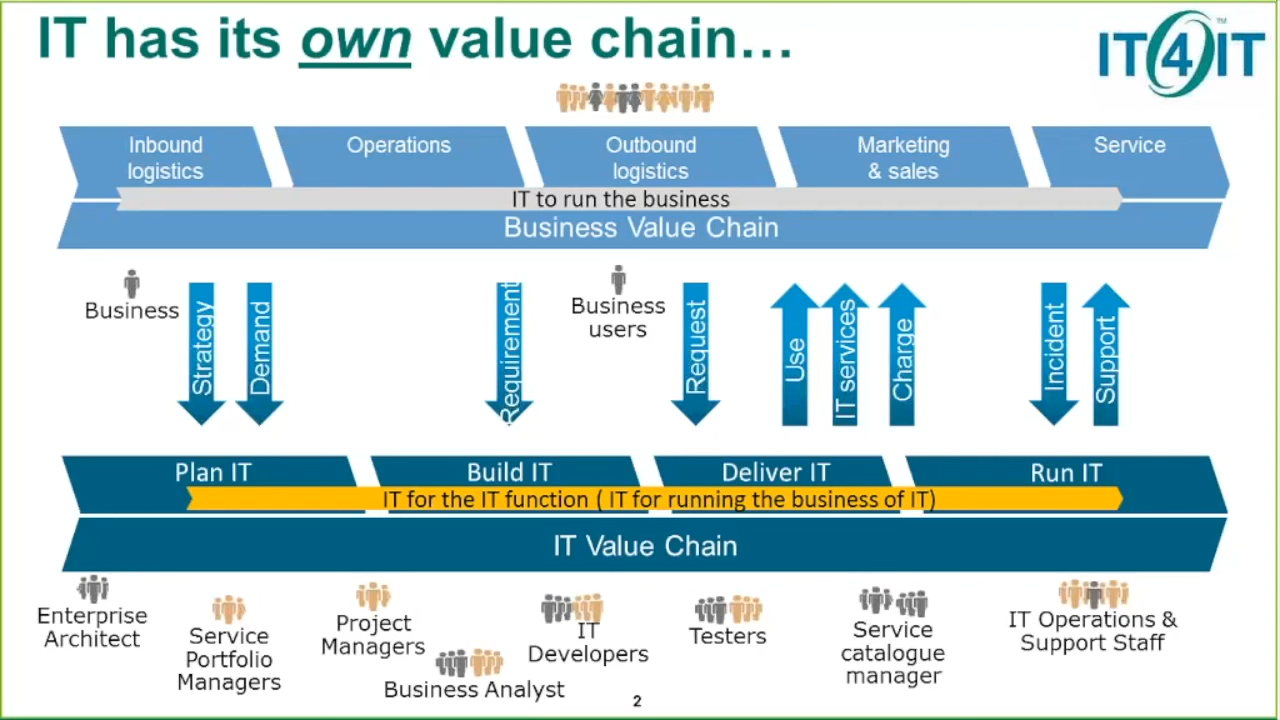 IT has its own value chain...
IT4IT™
Inbound
logistics
Operations
Outbound
logistics
Marketing
& sales
Service
IT to run the business
Business Value Chain
Business
Strategy
Demand
Requirement
Business
users
Request
Use
IT services
Charge
Incident
Support
Plan IT
Build IT
Deliver IT
Run IT
IT for the IT function ( IT for running the business of IT)
IT Value Chain
Enterprise
Architect
Service
Portfolio
Managers
Project
Managers
Business Analyst
IT
Developers
Testers
Service
catalogue
manager
IT Operations &
Support Staff
2